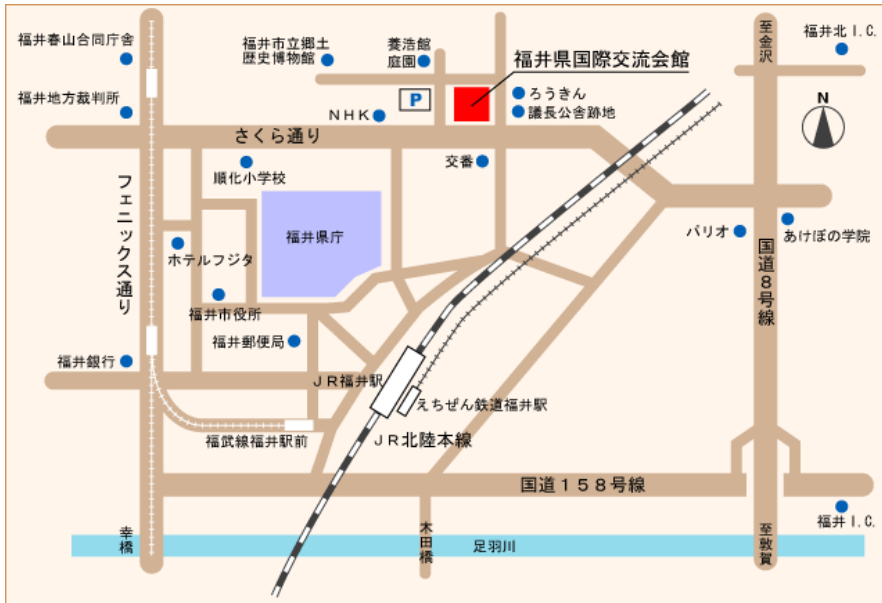 福井春山合同庁舎
福井市立郷土
歴史博物館
養浩館
庭園
福井県国際交流会館
至金沢
福井北I.C.
福井地方裁判所
P
ろうきん
議長公舎跡地
N
NHK
さくら通り
順化小学校
交番
フェニックス通り
福井県庁
ホテルフジタ
パリオ
あけぼの学院
国道8号線
福井市役所
福井郵便局
福井銀行
JR福井駅
えちぜん鉄道福井駅
福武線福井駅前
JR北陸本線
国道158号線
福井I.C.
幸橋
木田橋
足羽川
至敦賀